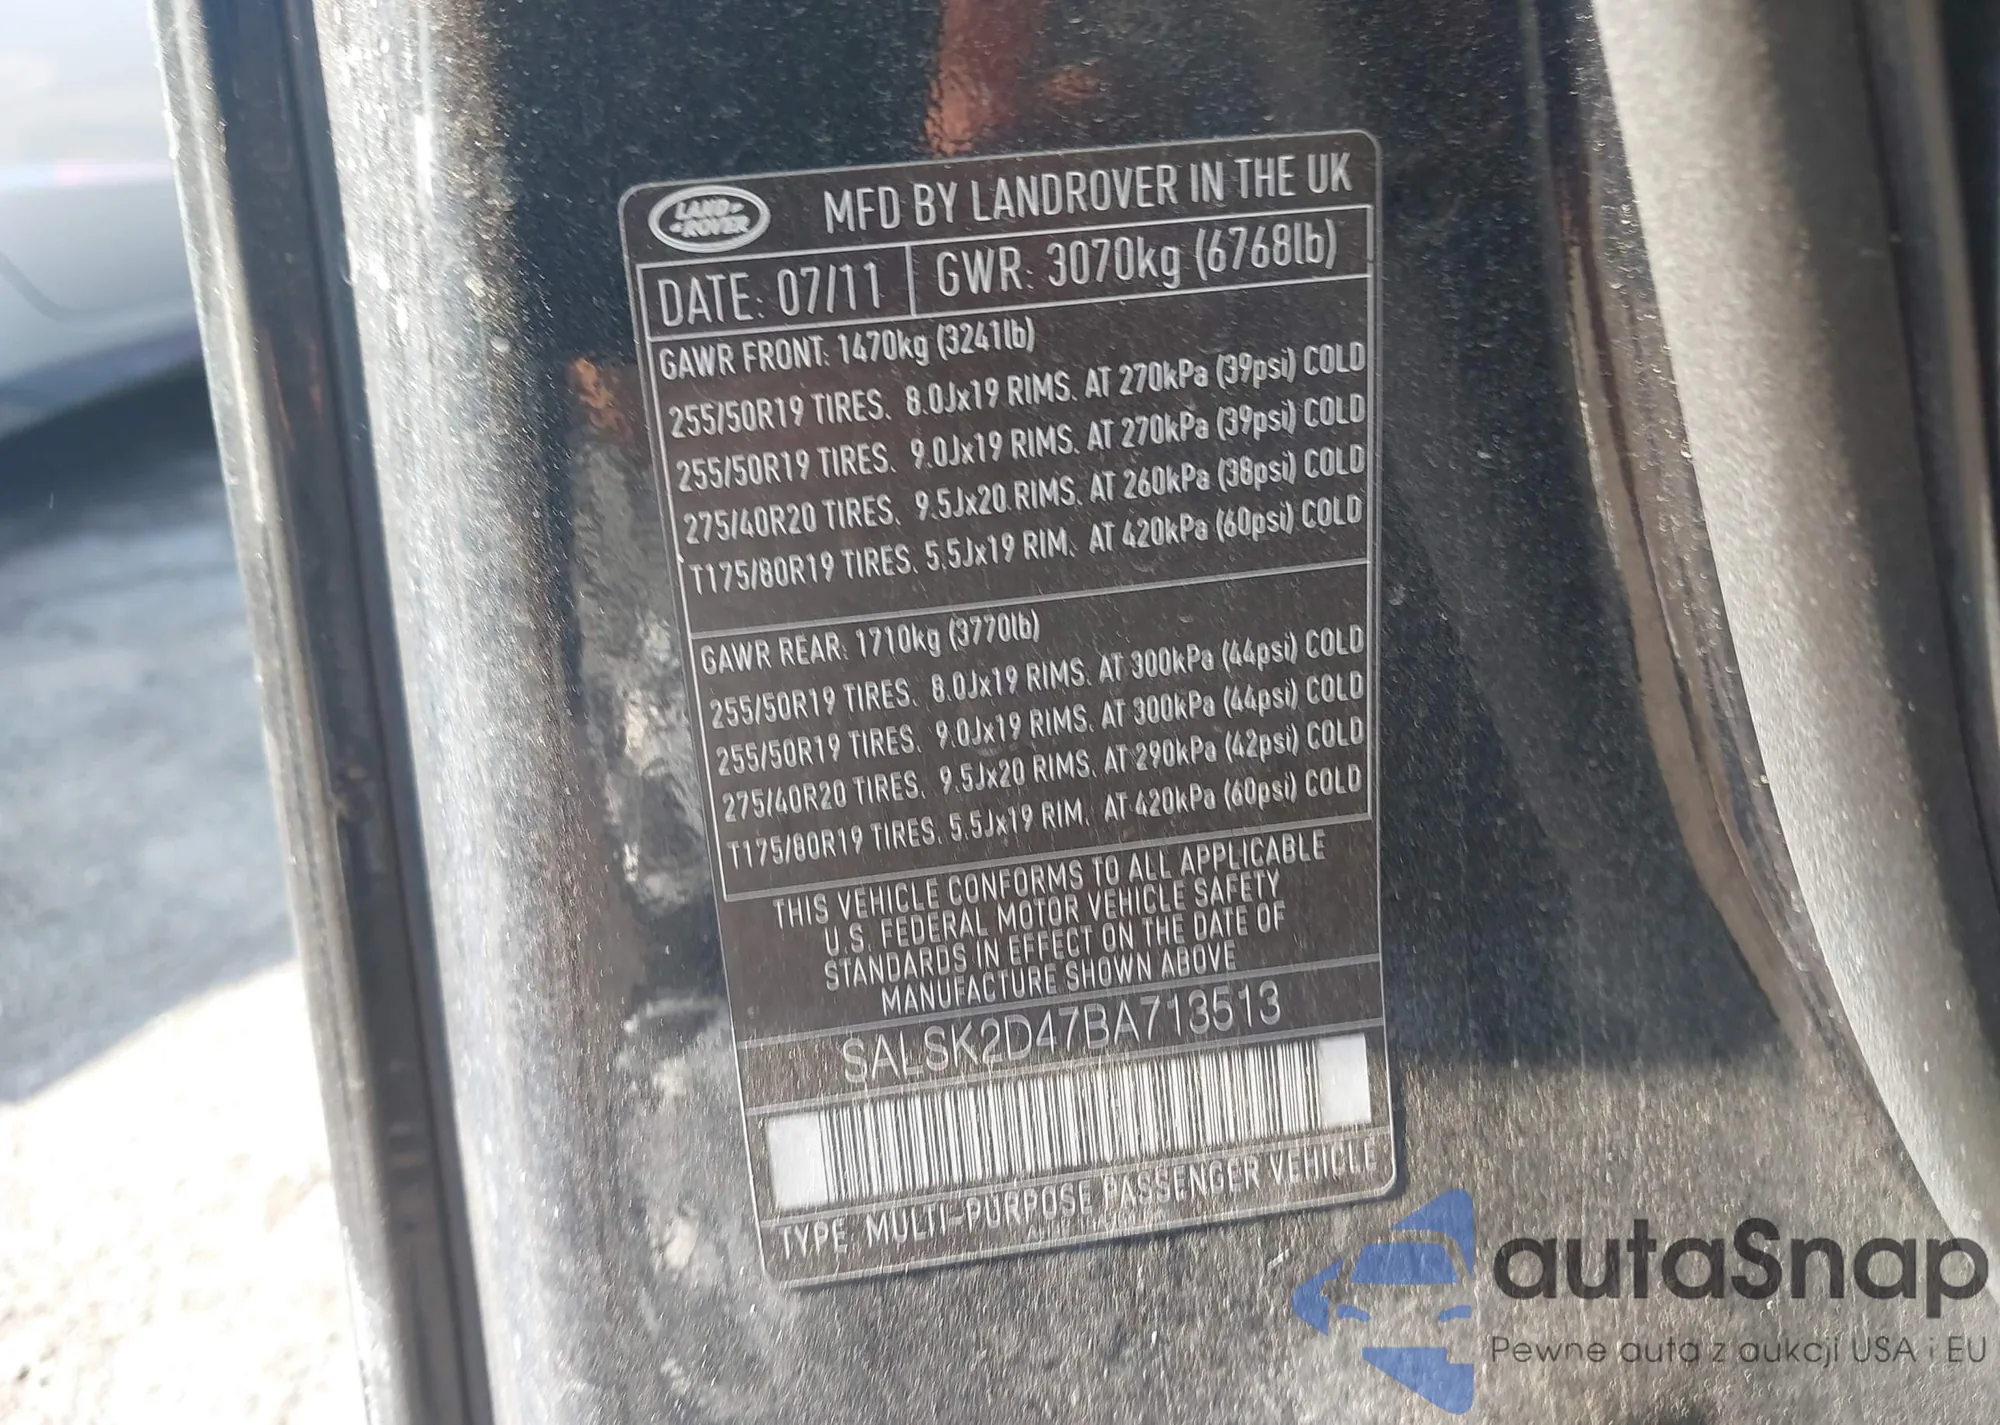 LAND-
-ROVER
MFD BY LANDROVER IN THE UK
DATE: 07/11 GWR: 3070kg (6768lb)
GAWR FRONT: 1470kg (3241lb)
255/50R19 TIRES. 8.0Jx19 RIMS. AT 270kPa (39psi) COLD
255/50R19 TIRES. 9.0Jx19 RIMS. AT 270kPa (39psi) COLD
275/40R20 TIRES. 9.5Jx20 RIMS. AT 260kPa (38psi) COLD
T175/80R19 TIRES. 5.5Jx19 RIM. AT 420kPa (60psi) COLD
GAWR REAR: 1710kg (3770lb)
255/50R19 TIRES. 8.0Jx19 RIMS. AT 300kPa (44psi) COLD
255/50R19 TIRES. 9.0Jx19 RIMS. AT 300kPa (44psi) COLD
275/40R20 TIRES. 9.5Jx20 RIMS. AT 290kPa (42psi) COLD
T175/80R19 TIRES. 5.5Jx19 RIM. AT 420kPa (60psi) COLD
THIS VEHICLE CONFORMS TO ALL APPLICABLE
U.S. FEDERAL MOTOR VEHICLE SAFETY
STANDARDS IN EFFECT ON THE DATE OF
MANUFACTURE SHOWN ABOVE
SALSK2D47BA713513
TYPE: MULTI-PURPOSE PASSENGER VEHICLE
autaSnap
Pewne auta z aukcji USA i EU